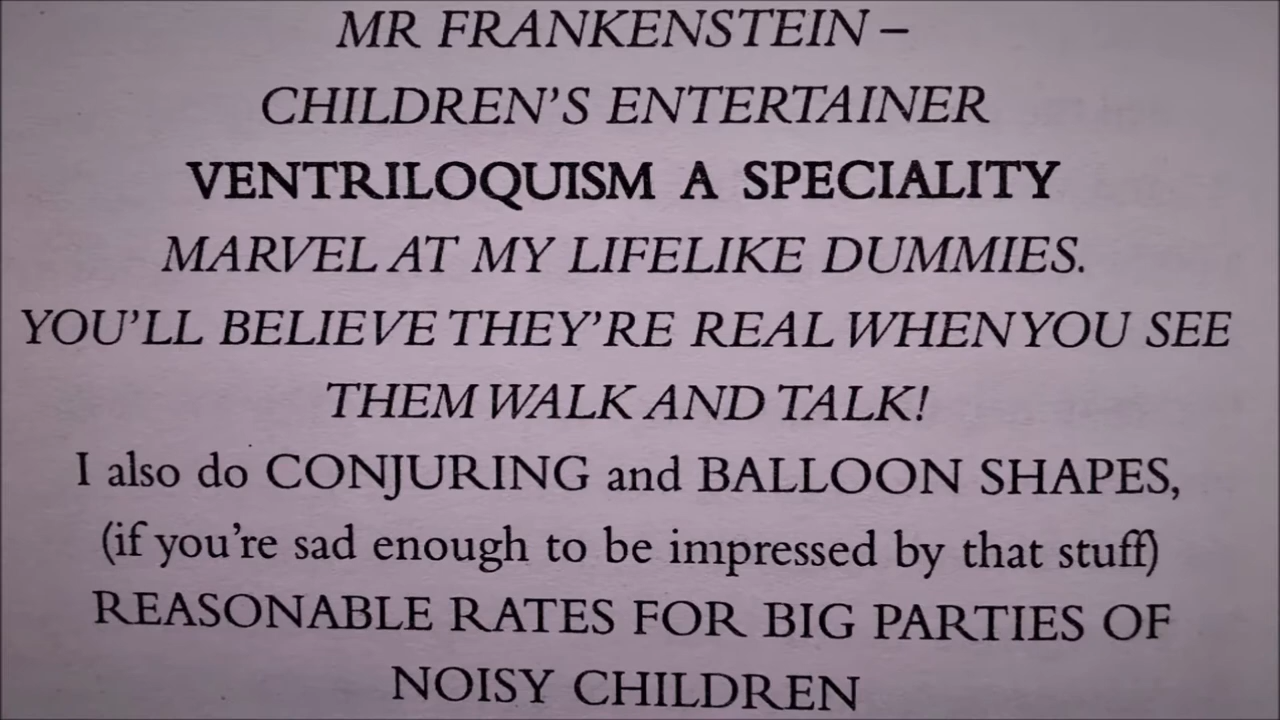 MR FRANKENSTEIN –
CHILDREN’S ENTERTAINER
VENTRILOQUISM A SPECIALITY
MARVEL AT MY LIFELIKE DUMMIES.
YOU’LL BELIEVE THEY’RE REAL WHEN YOU SEE
THEM WALK AND TALK!
I also do CONJURING and BALLOON SHAPES,
(if you’re sad enough to be impressed by that stuff)
REASONABLE RATES FOR BIG PARTIES OF
NOISY CHILDREN